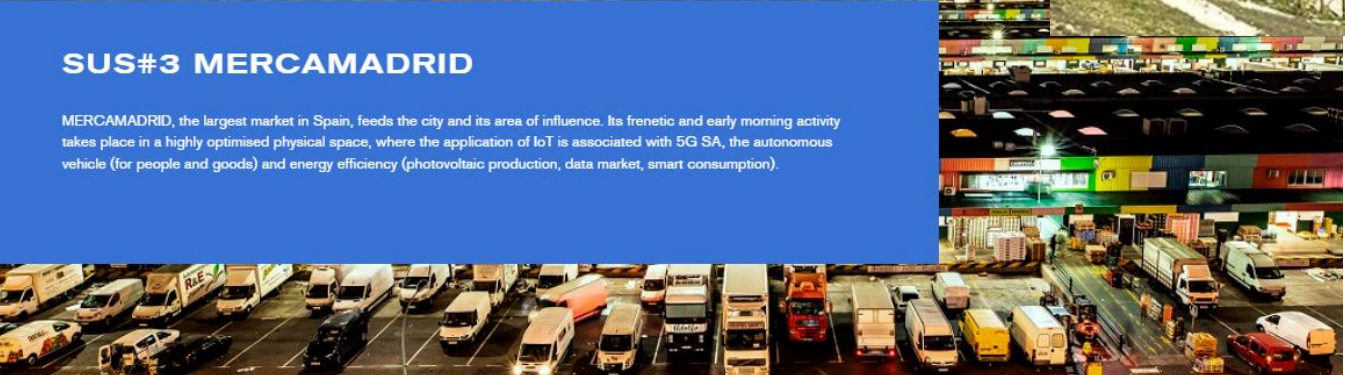 SUS#3 MERCAMADRID
MERCAMADRID, the largest market in Spain, feeds the city and its area of influence. Its frenetic and early morning activity
takes place in a highly optimised physical space, where the application of IoT is associated with 5G SA, the autonomous
vehicle (for people and goods) and energy efficiency (photovoltaic production, data market, smart consumption).
R&E
Udolfo